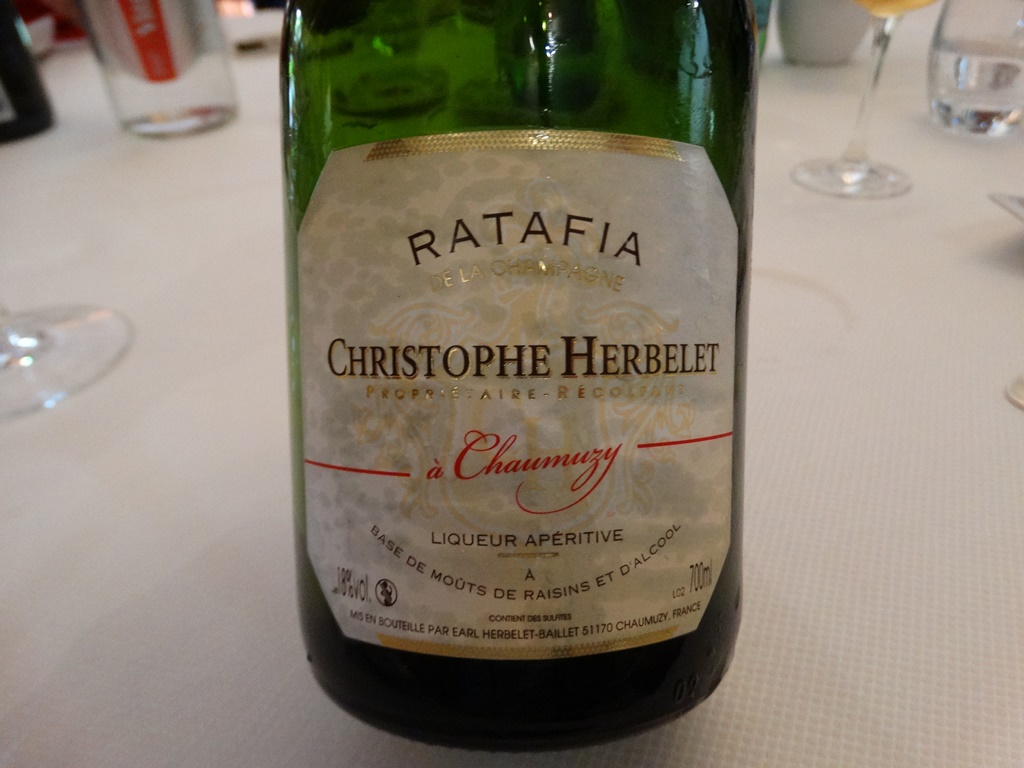 RATAFIA
DE LA CHAMPAGNE
CHRISTOPHE HERBELET
PROPRIÉTAIRE-RÉCOLTANT
à Chaumuzy
LIQUEUR APÉRITIVE
À
BASE DE MOÛTS DE RAISINS ET D'ALCOOL
18%vol.
LO2 700ml
CONTIENT DES SULFITES
MIS EN BOUTEILLE PAR EARL HERBELET-BAILLET 51170 CHAUMUZY, FRANCE